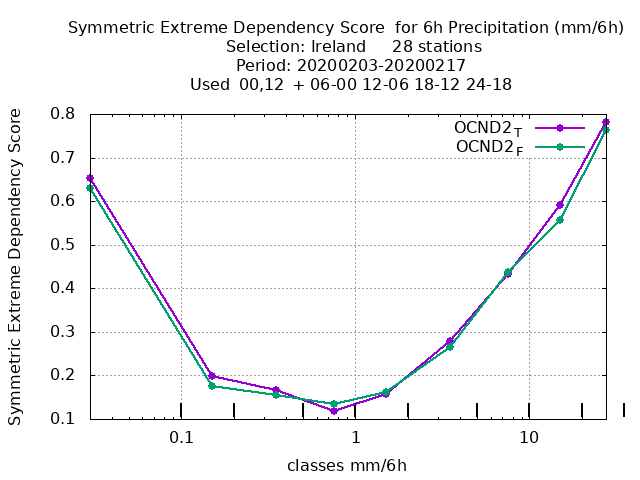 Symmetric Extreme Dependency Score  for 6h Precipitation (mm/6h)
Selection: Ireland     28 stations
Period: 20200203-20200217
Used  00,12  + 06-00 12-06 18-12 24-18
Symmetric Extreme Dependency Score
0.8
0.7
0.6
0.5
0.4
0.3
0.2
0.1
OCND2T
OCND2F
0.1 1 10
classes mm/6h